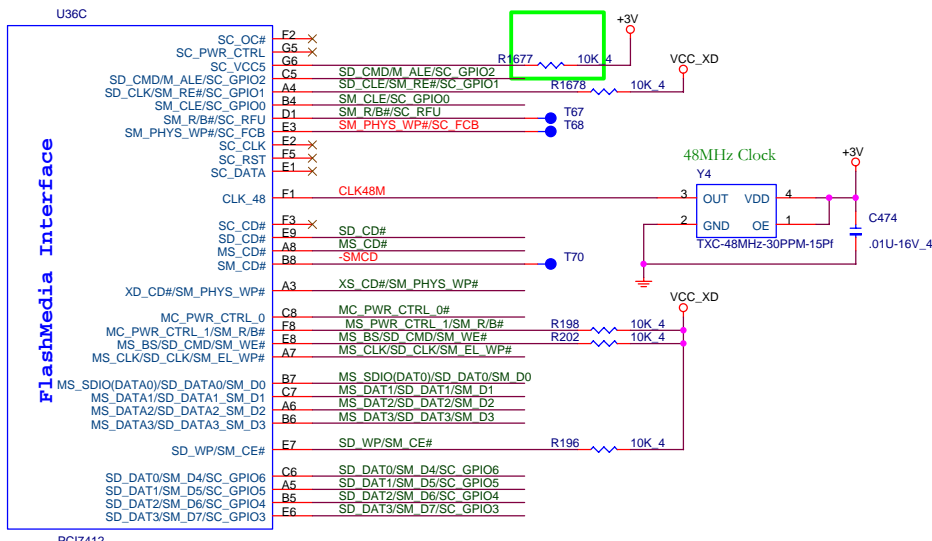 U36C
FlashMedia Interface
SC_OC# F2
SC_PWR_CTRL G5
SC_VCC5 G6 R1677 10K_4 +3V
SD_CMD/M_ALE/SC_GPIO2 C5 SD_CMD/M_ALE/SC_GPIO2
SD_CLK/SM_RE#/SC_GPIO1 A4 SD_CLE/SM_RE#/SC_GPIO1 R1678 10K_4 VCC_XD
SM_CLE/SC_GPIO0 B4 SM_CLE/SC_GPIO0
SM_R/B#/SC_RFU D1 SM_R/B#/SC_RFU T67
SM_PHYS_WP#/SC_FCB E3 SM_PHYS_WP#/SC_FCB T68
SC_CLK E2
SC_RST F5
SC_DATA E1
CLK_48 F1 CLK48M
48MHz Clock
Y4
+3V
3 OUT VDD 4
2 GND OE 1
TXC-48MHz-30PPM-15Pf
C474
.01U-16V_4
SC_CD# F3
SD_CD# E9 SD_CD#
MS_CD# A8 MS_CD#
SM_CD# B8 -SMCD T70
XD_CD#/SM_PHYS_WP# A3 XS_CD#/SM_PHYS_WP#
VCC_XD
MC_PWR_CTRL_0 C8 MC_PWR_CTRL_0#
MC_PWR_CTRL_1/SM_R/B# F8 MS_PWR_CTRL_1/SM_R/B# R198 10K_4
MS_BS/SD_CMD/SM_WE# E8 MS_BS/SD_CMD/SM_WE# R202 10K_4
MS_CLK/SD_CLK/SM_EL_WP# A7 MS_CLK/SD_CLK/SM_EL_WP#
MS_SDIO(DATA0)/SD_DATA0/SM_D0 B7 MS_SDIO(DAT0)/SD_DAT0/SM_D0
MS_DATA1/SD_DATA1_SM_D1 C7 MS_DAT1/SD_DAT1/SM_D1
MS_DATA2/SD_DATA2_SM_D2 A6 MS_DAT2/SD_DAT2/SM_D2
MS_DATA3/SD_DATA3_SM_D3 B6 MS_DAT3/SD_DAT3/SM_D3
SD_WP/SM_CE# E7 SD_WP/SM_CE# R196 10K_4
SD_DAT0/SM_D4/SC_GPIO6 C6 SD_DAT0/SM_D4/SC_GPIO6
SD_DAT1/SM_D5/SC_GPIO5 A5 SD_DAT1/SM_D5/SC_GPIO5
SD_DAT2/SM_D6/SC_GPIO4 B5 SD_DAT2/SM_D6/SC_GPIO4
SD_DAT3/SM_D7/SC_GPIO3 E6 SD_DAT3/SM_D7/SC_GPIO3
PCI7412